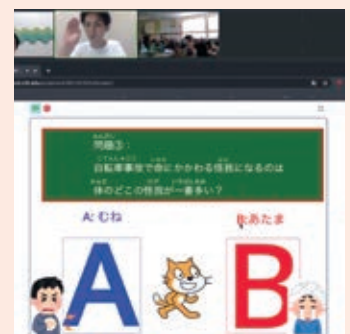 問題③：
自転車事故で命にかかわる怪我になるのは
体のどこの怪我が一番多い？
A: むね
B:あたま
A
B